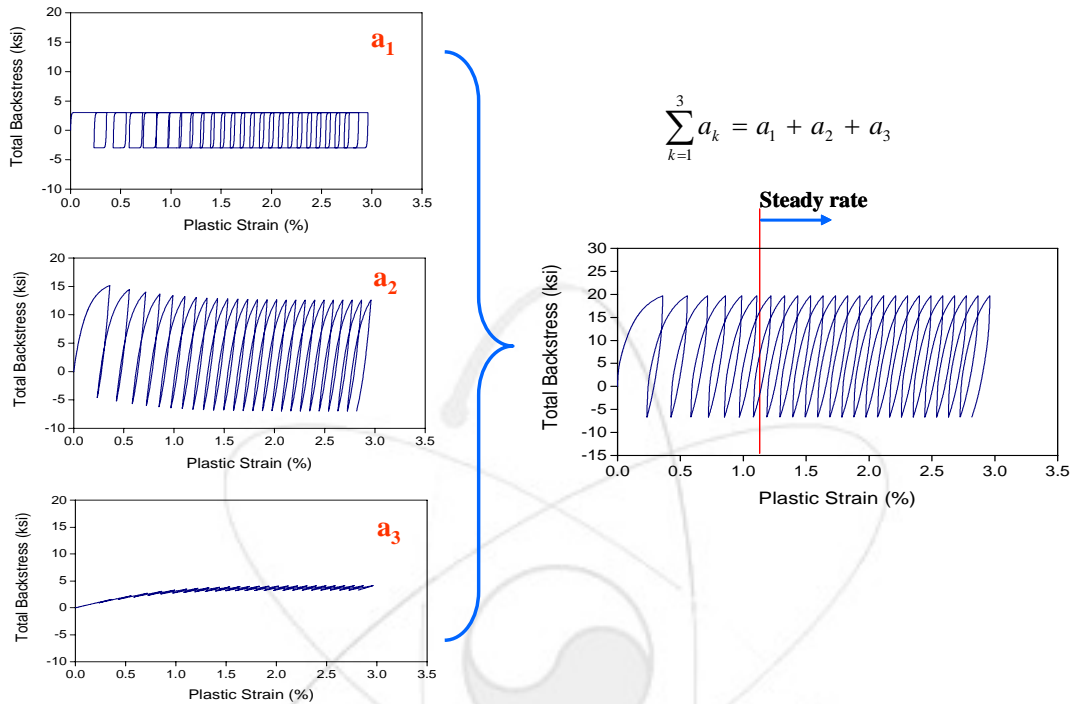 20
15
10
5
0
-5
-10
0.0 0.5 1.0 1.5 2.0 2.5 3.0 3.5
Total Backstress (ksi)
Plastic Strain (%)
a1
20
15
10
5
0
-5
-10
0.0 0.5 1.0 1.5 2.0 2.5 3.0 3.5
Total Backstress (ksi)
Plastic Strain (%)
a2
20
15
10
5
0
-5
-10
0.0 0.5 1.0 1.5 2.0 2.5 3.0 3.5
Total Backstress (ksi)
Plastic Strain (%)
a3
3
∑ ak = a1 + a2 + a3
k=1
Steady rate
30
25
20
15
10
5
0
-5
-10
-15
0.0 0.5 1.0 1.5 2.0 2.5 3.0 3.5
Total Backstress (ksi)
Plastic Strain (%)